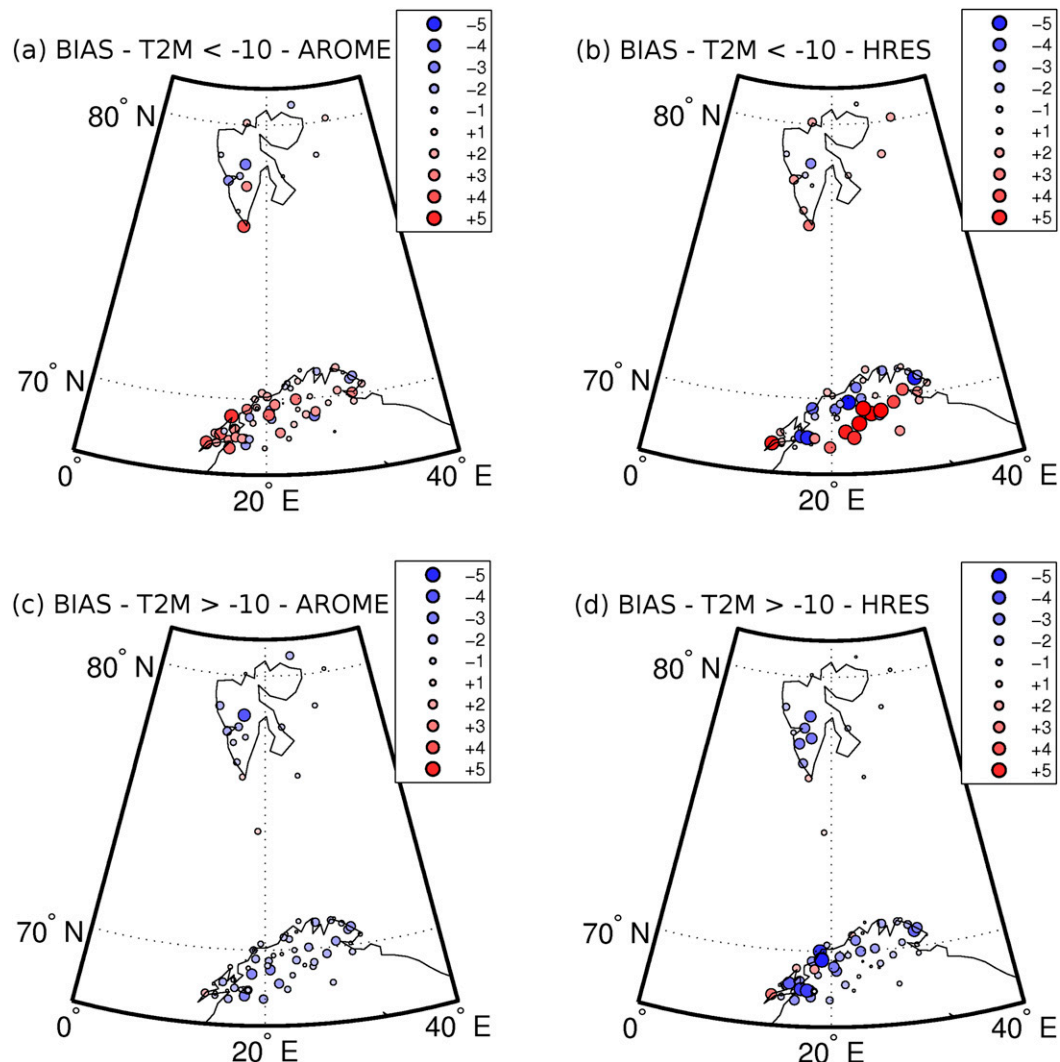 (a) BIAS - T2M < -10 - AROME
−5
−4
−3
−2
−1
+1
+2
+3
+4
+5
80° N
70° N
0°
20° E
40° E
(b) BIAS - T2M < -10 - HRES
−5
−4
−3
−2
−1
+1
+2
+3
+4
+5
80° N
70° N
0°
20° E
40° E
(c) BIAS - T2M > -10 - AROME
−5
−4
−3
−2
−1
+1
+2
+3
+4
+5
80° N
70° N
0°
20° E
40° E
(d) BIAS - T2M > -10 - HRES
−5
−4
−3
−2
−1
+1
+2
+3
+4
+5
80° N
70° N
0°
20° E
40° E